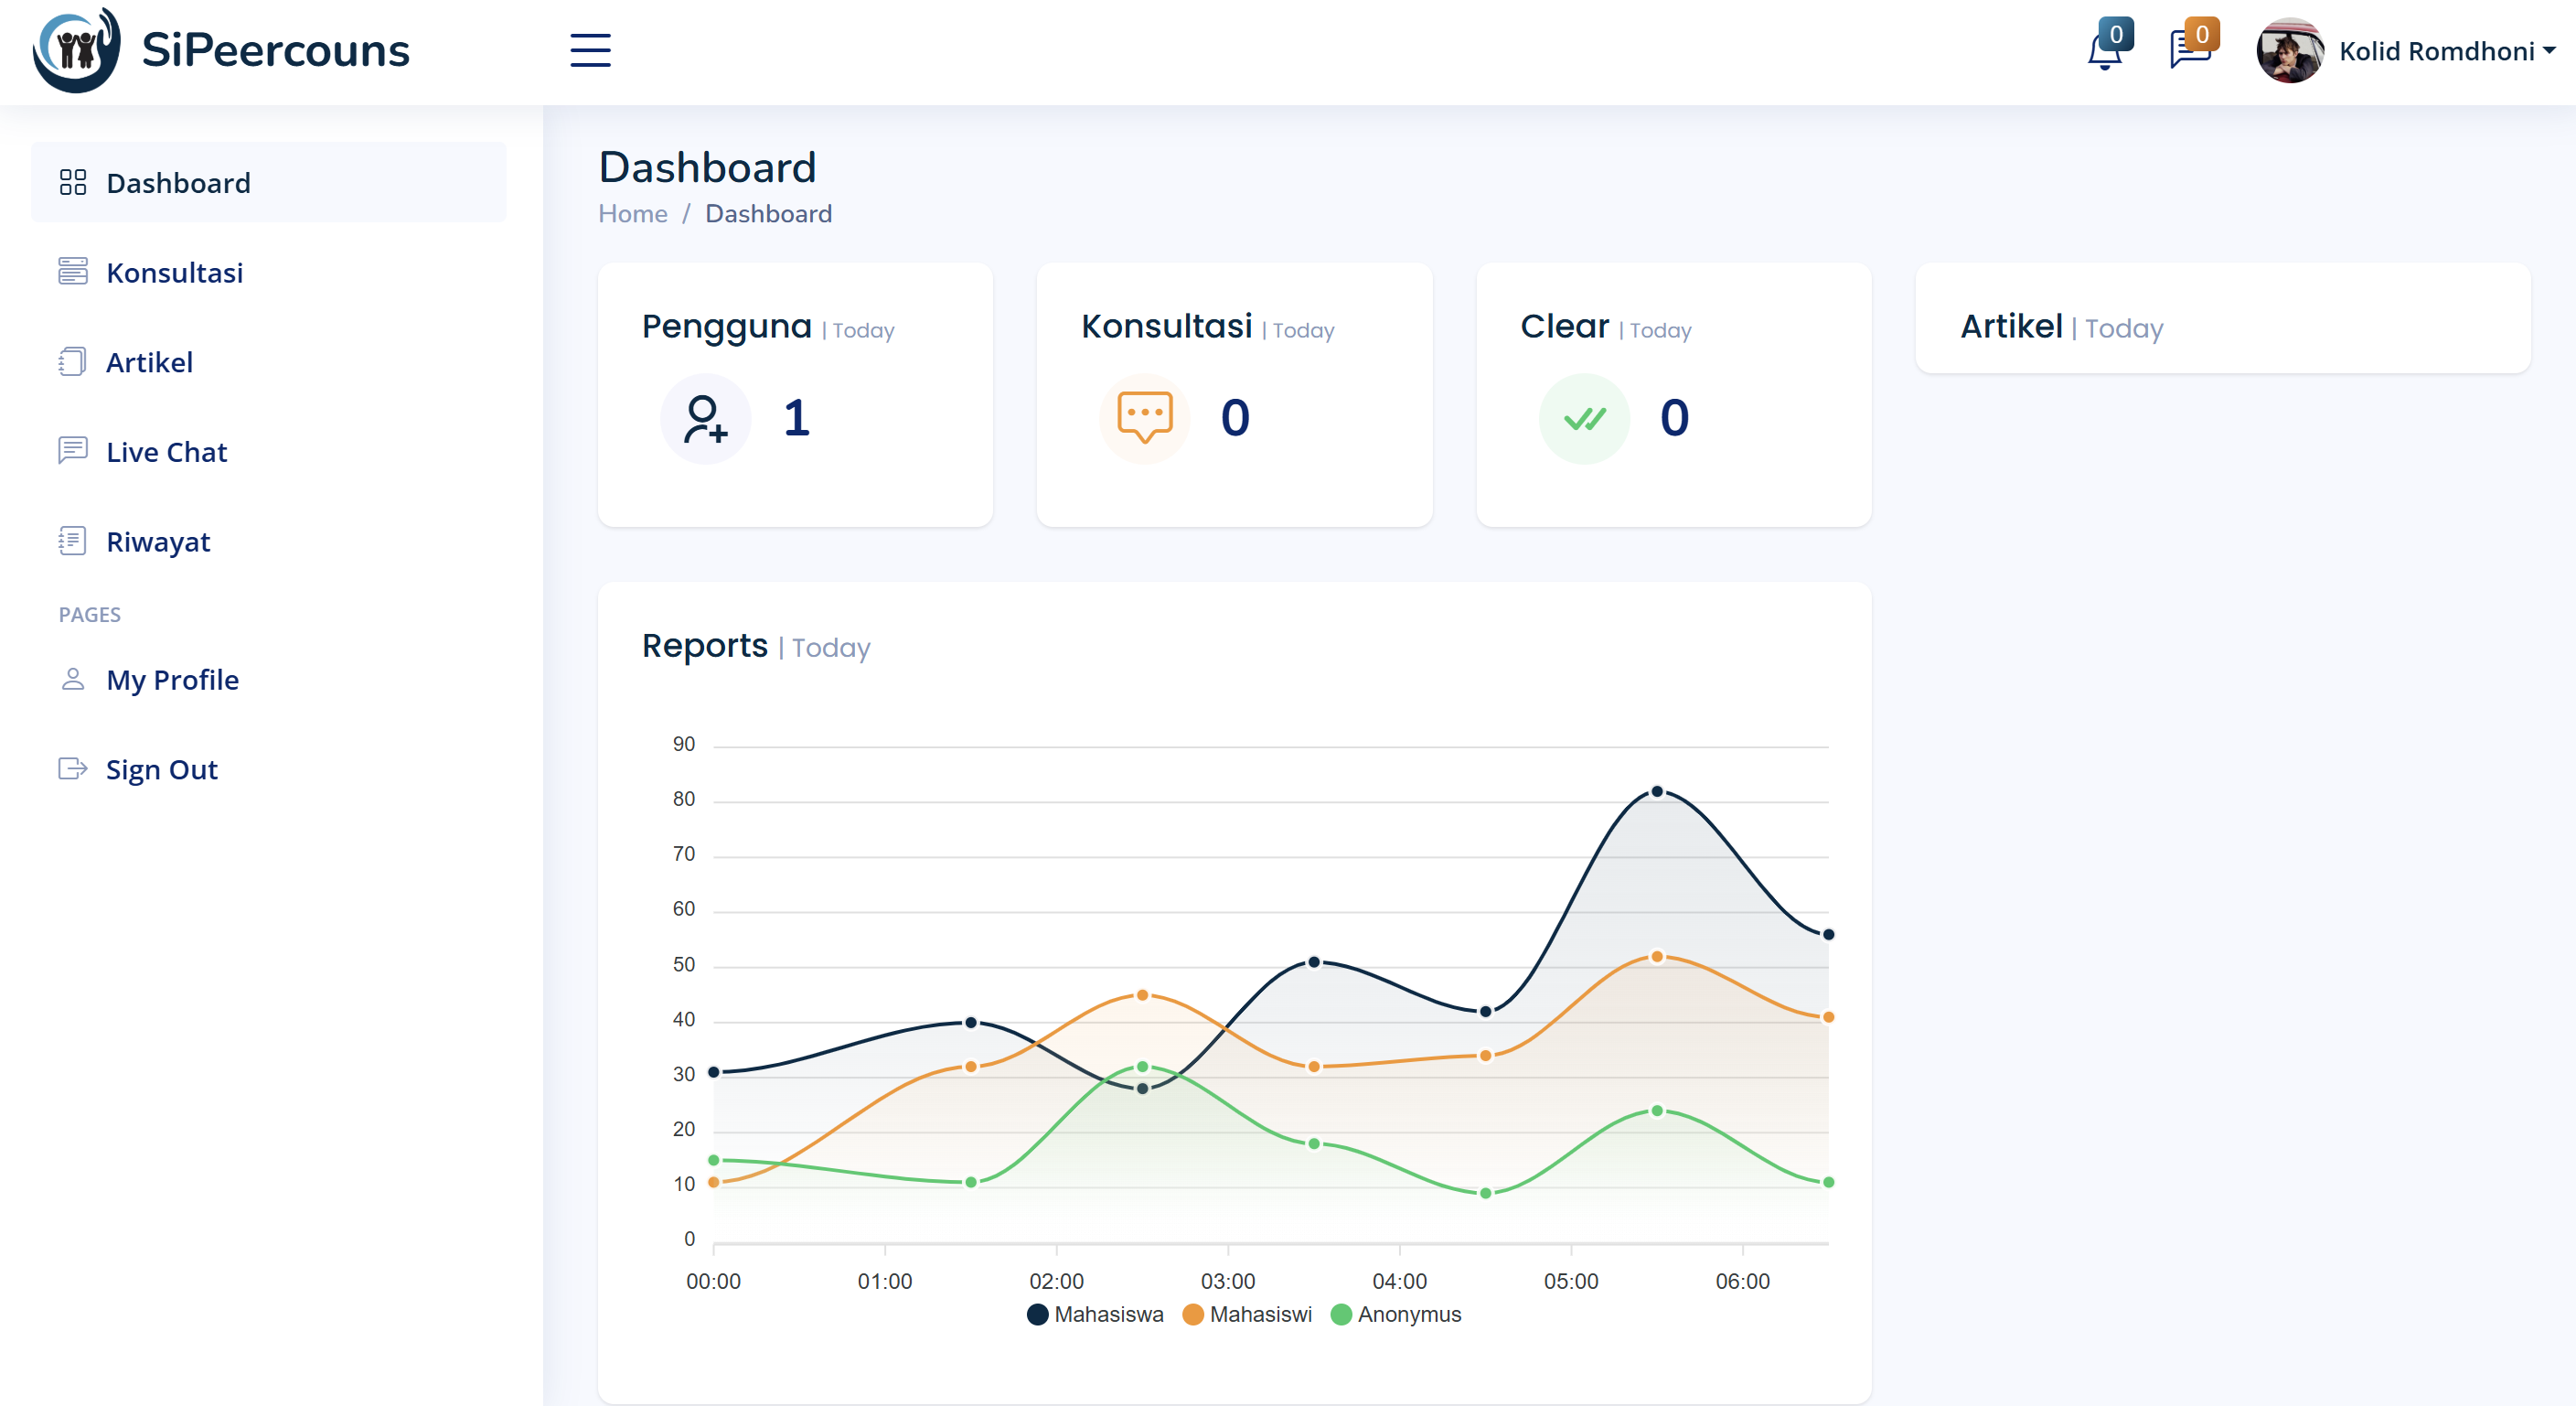 SiPeercouns
0
0
Kolid Romdhoni
Dashboard
Konsultasi
Artikel
Live Chat
Riwayat
PAGES
My Profile
Sign Out
Dashboard
Home / Dashboard
Pengguna | Today
1
Konsultasi | Today
0
Clear | Today
0
Artikel | Today
Reports | Today
90
80
70
60
50
40
30
20
10
0
00:00 01:00 02:00 03:00 04:00 05:00 06:00
Mahasiswa Mahasiswi Anonymus